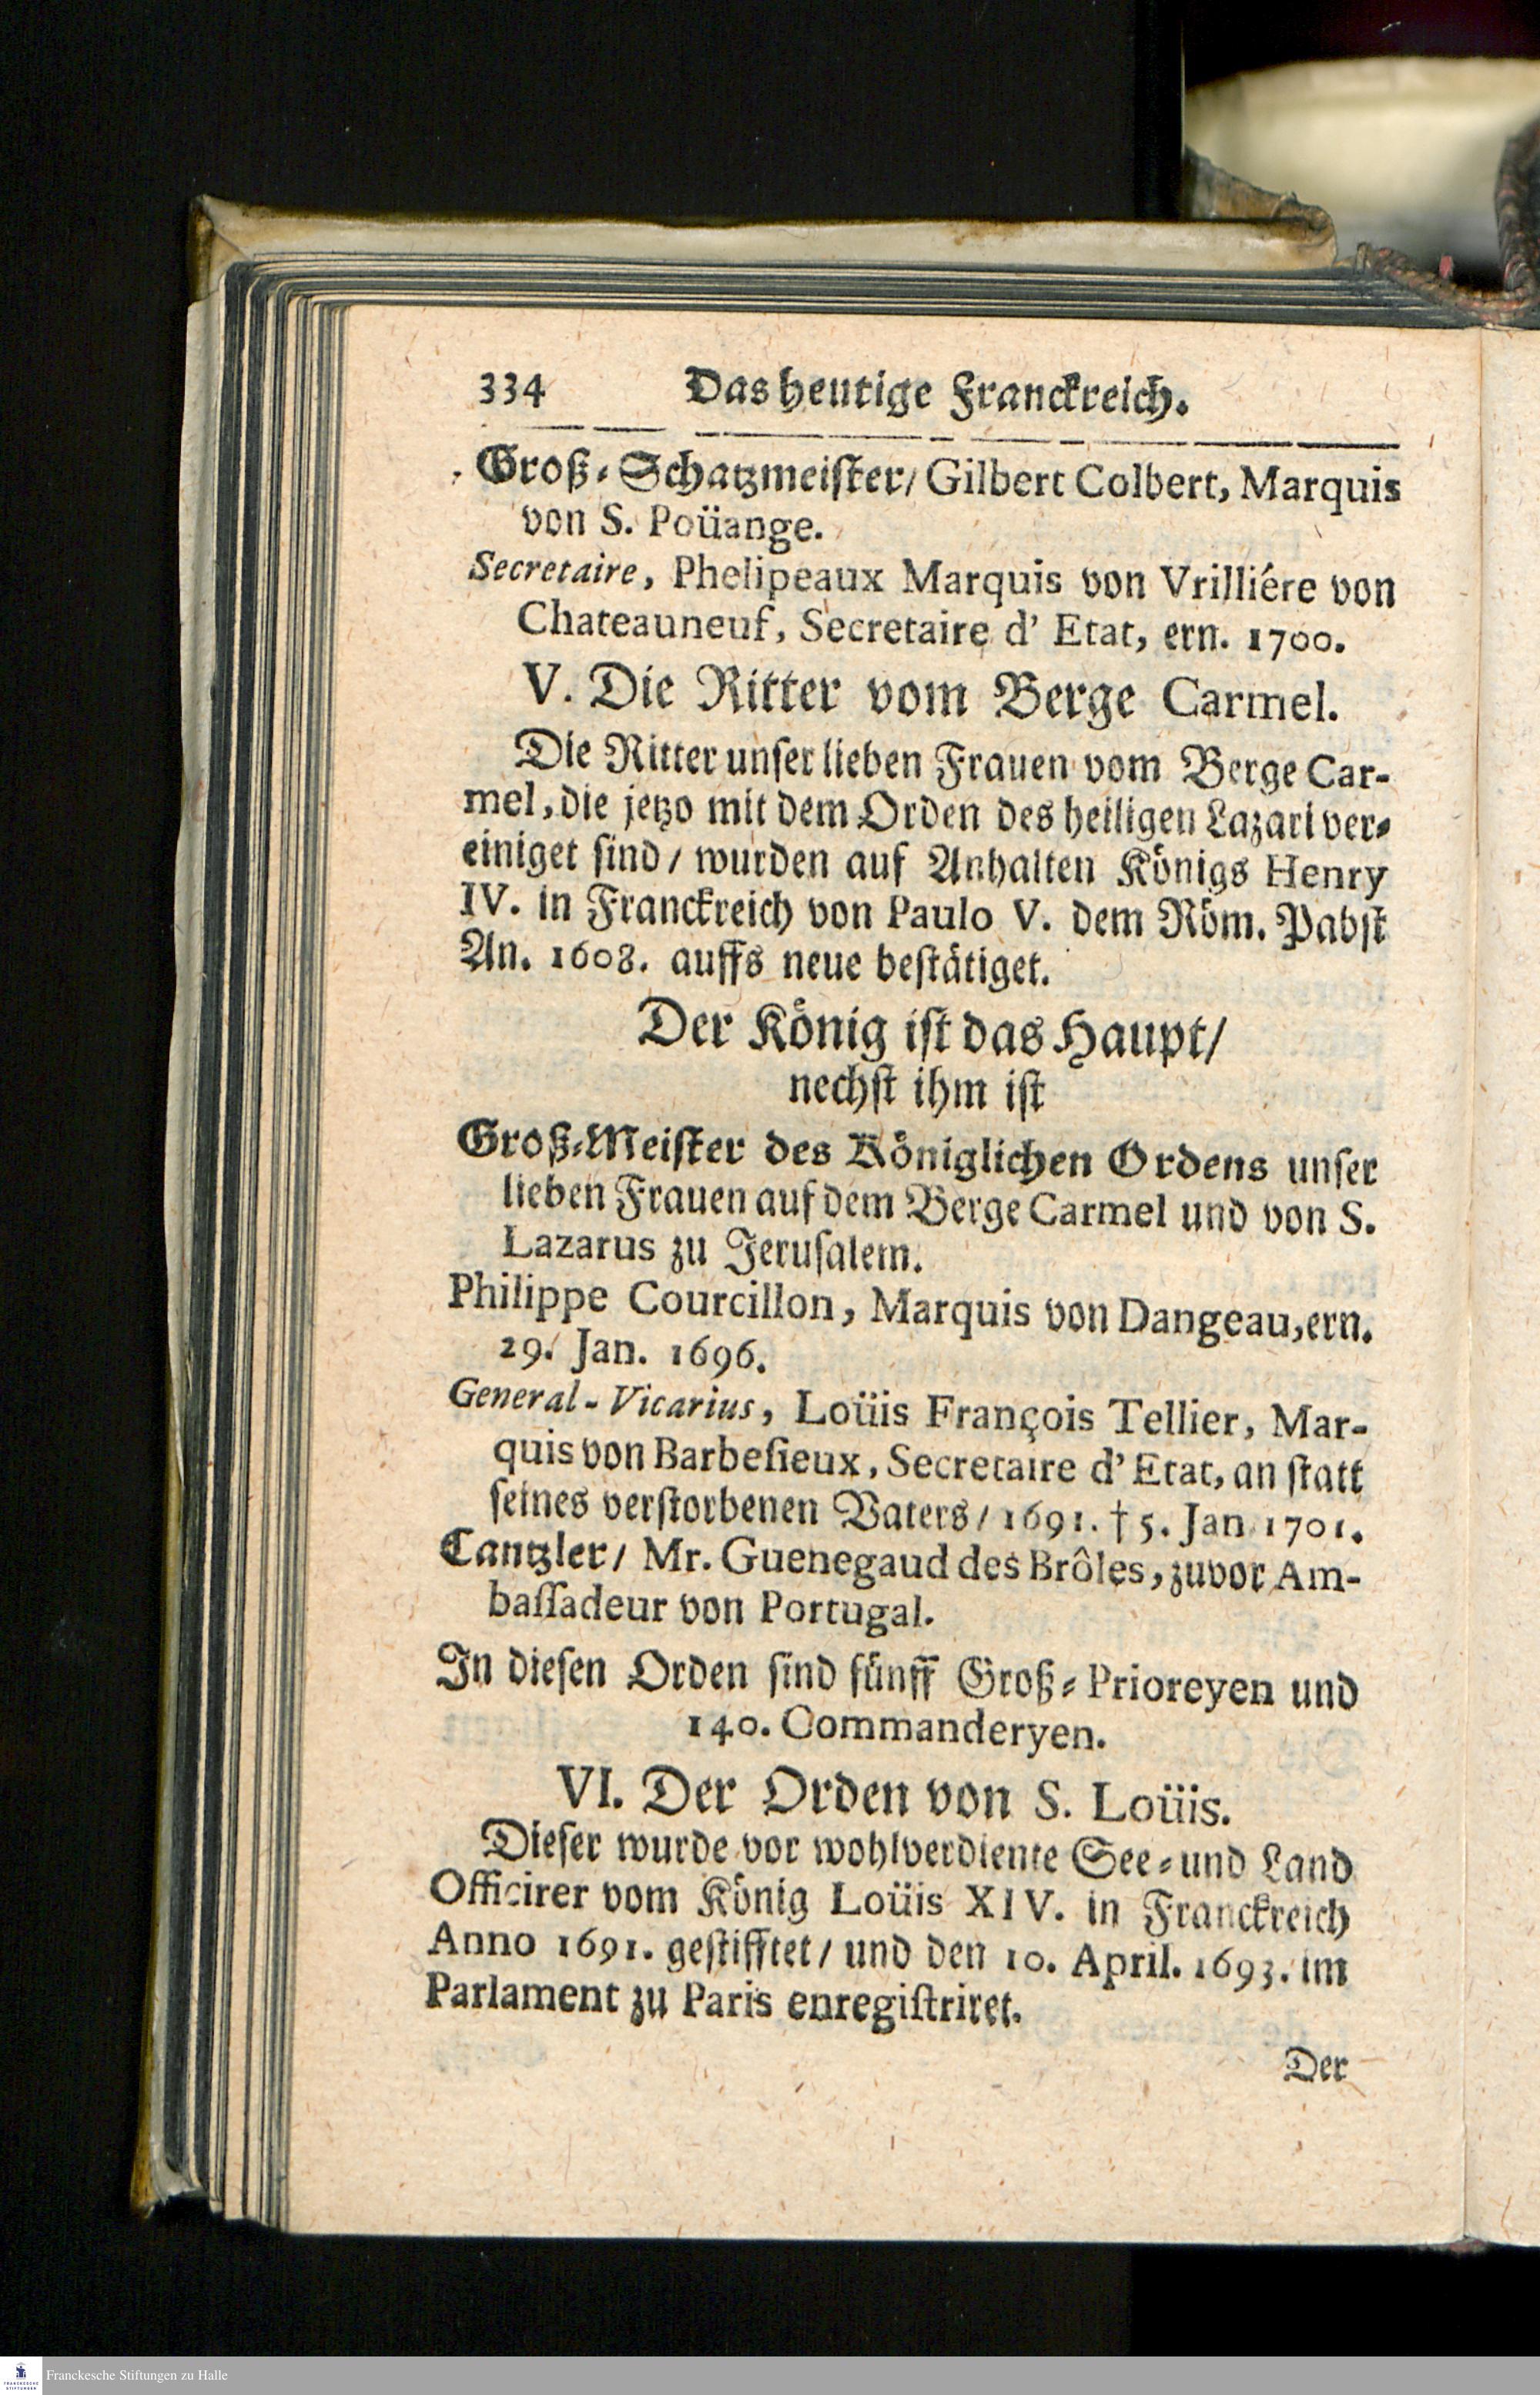 334 Das heutige Franckreich.
Groß-Schatzmeister/ Gilbert Colbert, Marquis
von S. Poüange.
Secretaire, Phelipeaux Marquis von Vrilliére von
Chateauneuf, Secretaire d' Etat, ern. 1700.
V. Die Ritter vom Berge Carmel.
Die Ritter unser lieben Frauen vom Berge Car-
mel, die jetzo mit dem Orden des heiligen Lazari ver-
einiget sind/ wurden auf Anhalten Königs Henry
IV. in Franckreich von Paulo V. dem Röm. Pabst
An. 1608. auffs neue bestätiget.
Der König ist das Haupt/
nechst ihm ist
Groß-Meister des Königlichen Ordens unser
lieben Frauen auf dem Berge Carmel und von S.
Lazarus zu Jerusalem.
Philippe Courcillon, Marquis von Dangeau, ern.
29. Jan. 1696.
General-Vicarius, Loüis François Tellier, Mar-
quis von Barbesieux, Secretaire d' Etat, an statt
seines verstorbenen Vaters/ 1691. † 5. Jan. 1701.
Cantzler/ Mr. Guenegaud des Brôles, zuvor Am-
bassadeur von Portugal.
In diesen Orden sind fünff Groß-Prioreyen und
140. Commanderyen.
VI. Der Orden von S. Loüis.
Dieser wurde vor wohlverdiente See-und Land
Officirer vom König Loüis XIV. in Franckreich
Anno 1691. gestifftet/ und den 10. April. 1693. im
Parlament zu Paris enregistriret.
Der
FRANCKESCHE STIFTUNGEN
Franckesche Stiftungen zu Halle